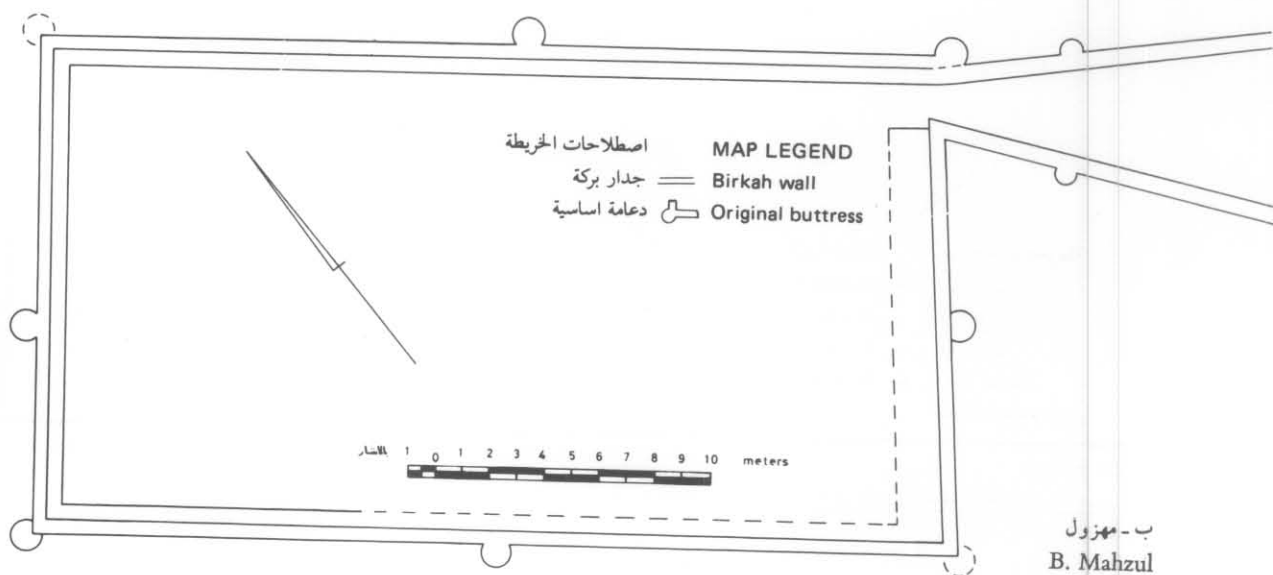 اصطلاحات الخريطة MAP LEGEND
جدار بركة Birkah wall
دعامة اساسية Original buttress
1 0 1 2 3 4 5 6 7 8 9 10 meters
ب - مهزول
B. Mahzul